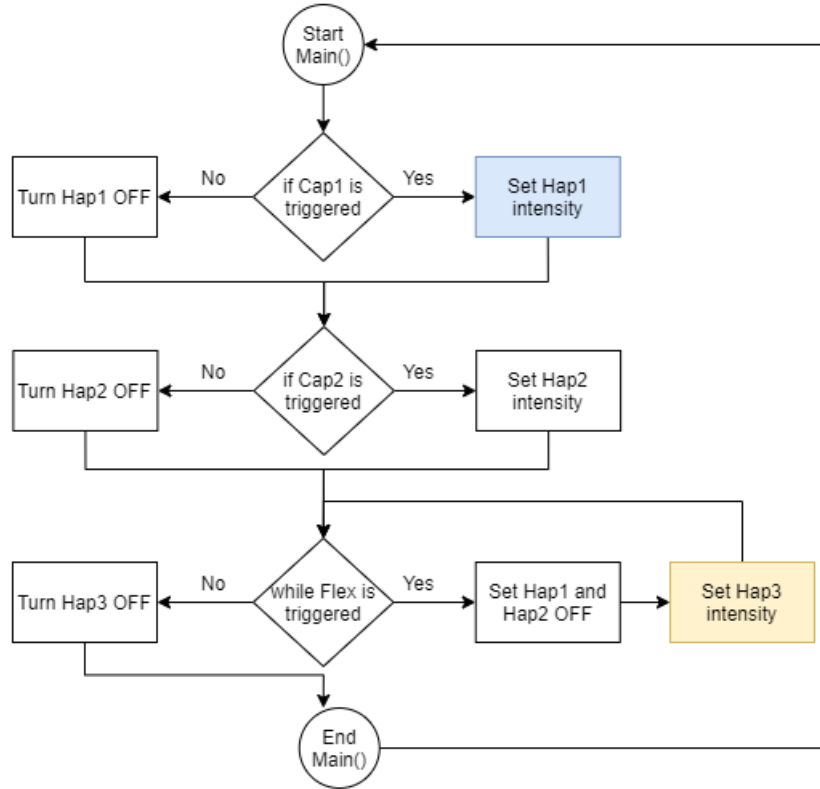 Start
Main()
No
Yes
Turn Hap1 OFF
if Cap1 is
triggered
Set Hap1
intensity
No
Yes
Turn Hap2 OFF
if Cap2 is
triggered
Set Hap2
intensity
No
Yes
Turn Hap3 OFF
while Flex is
triggered
Set Hap1 and
Hap2 OFF
Set Hap3
intensity
End
Main()